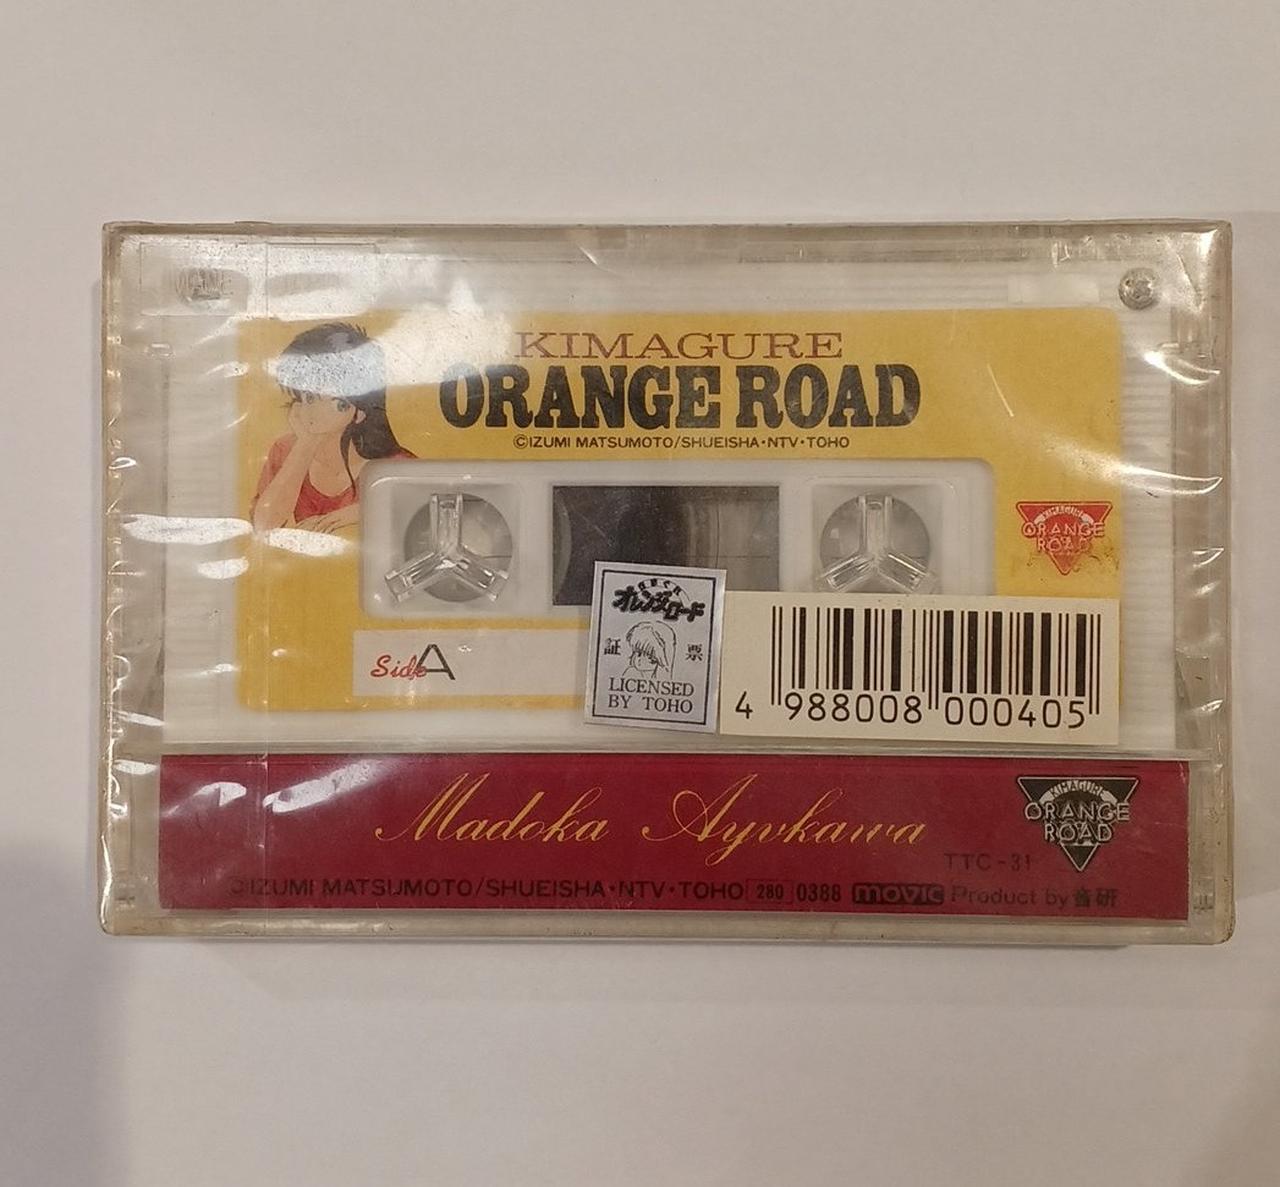 KIMAGURE
ORANGE ROAD
©IZUMI MATSUMOTO/SHUEISHA・NTV・TOHO
KIMAGURE
ORANGE
ROAD
Side A
オレンジロード
証 票
LICENSED
BY TOHO
4 988008 000405
Madoka Ayukawa
KIMAGURE
ORANGE
ROAD
TTC-31
©IZUMI MATSUMOTO/SHUEISHA・NTV・TOHO 280 0388 movic Product by 音研